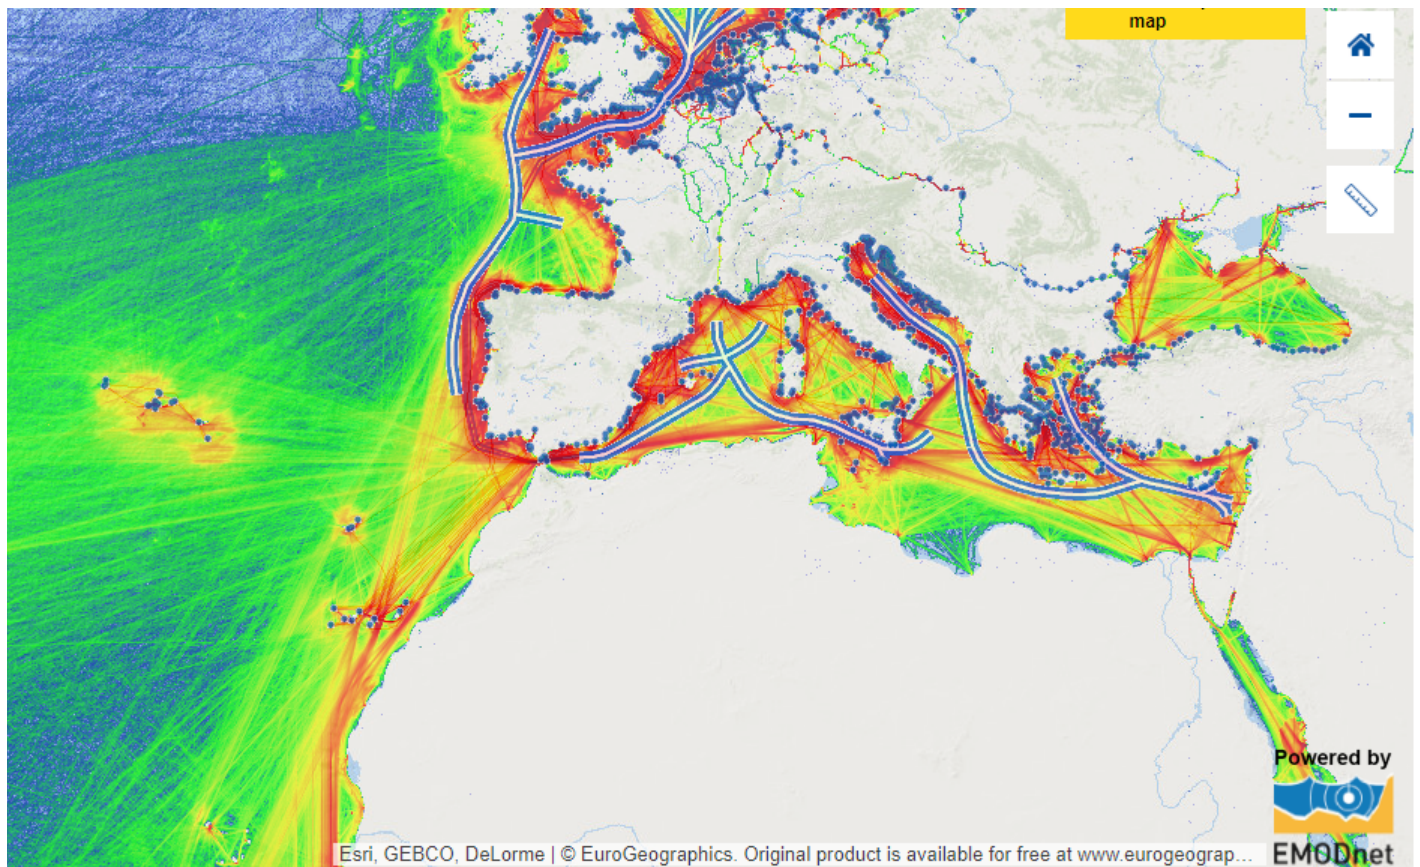 map
Powered by
EMODnet
Esri, GEBCO, DeLorme | © EuroGeographics. Original product is available for free at www.eurogeograp...